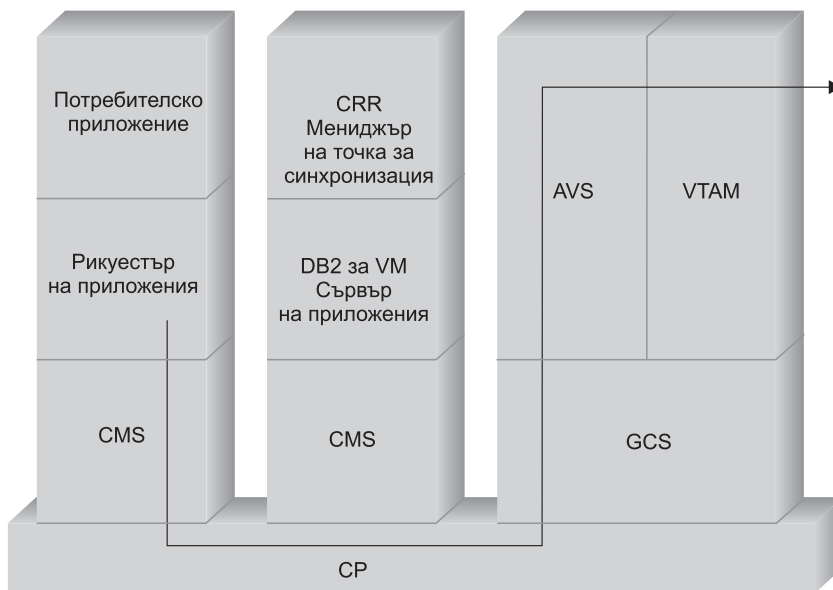 Потребителско
приложение
Рикуестър
на приложения
CMS
CRR
Мениджър
на точка за
синхронизация
DB2 за VM
Сървър
на приложения
CMS
AVS
VTAM
GCS
CP